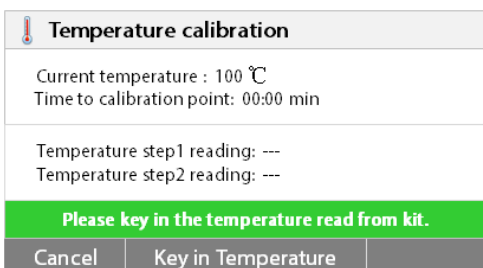 Temperature calibration
Current temperature : 100 ℃
Time to calibration point: 00:00 min
Temperature step1 reading: ---
Temperature step2 reading: ---
Please key in the temperature read from kit.
Cancel Key in Temperature